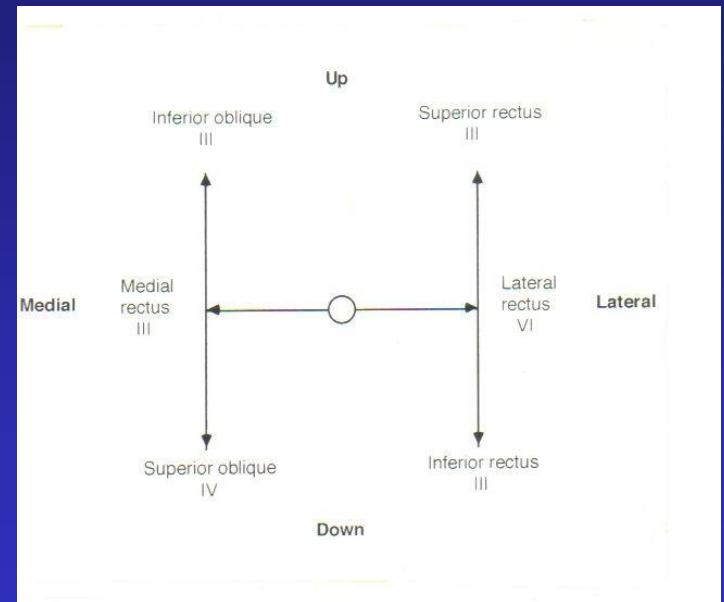 Up
Inferior oblique
III
Superior rectus
III
Medial
Medial
rectus
III
Lateral
rectus
VI
Lateral
Superior oblique
IV
Inferior rectus
III
Down